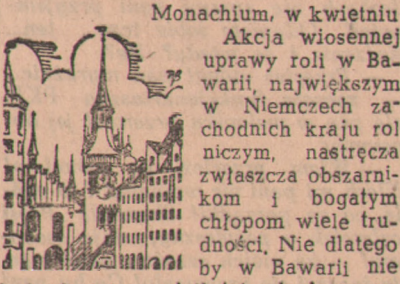 Monachium, w kwietniu
Akcja wiosennej
uprawy roli w Ba-
warii, największym
w Niemczech za-
chodnich kraju rol
niczym, nastręcza
zwłaszcza obszarni-
kom i bogatym
chłopom wiele tru-
dności. Nie dlatego
by w Bawarii nie